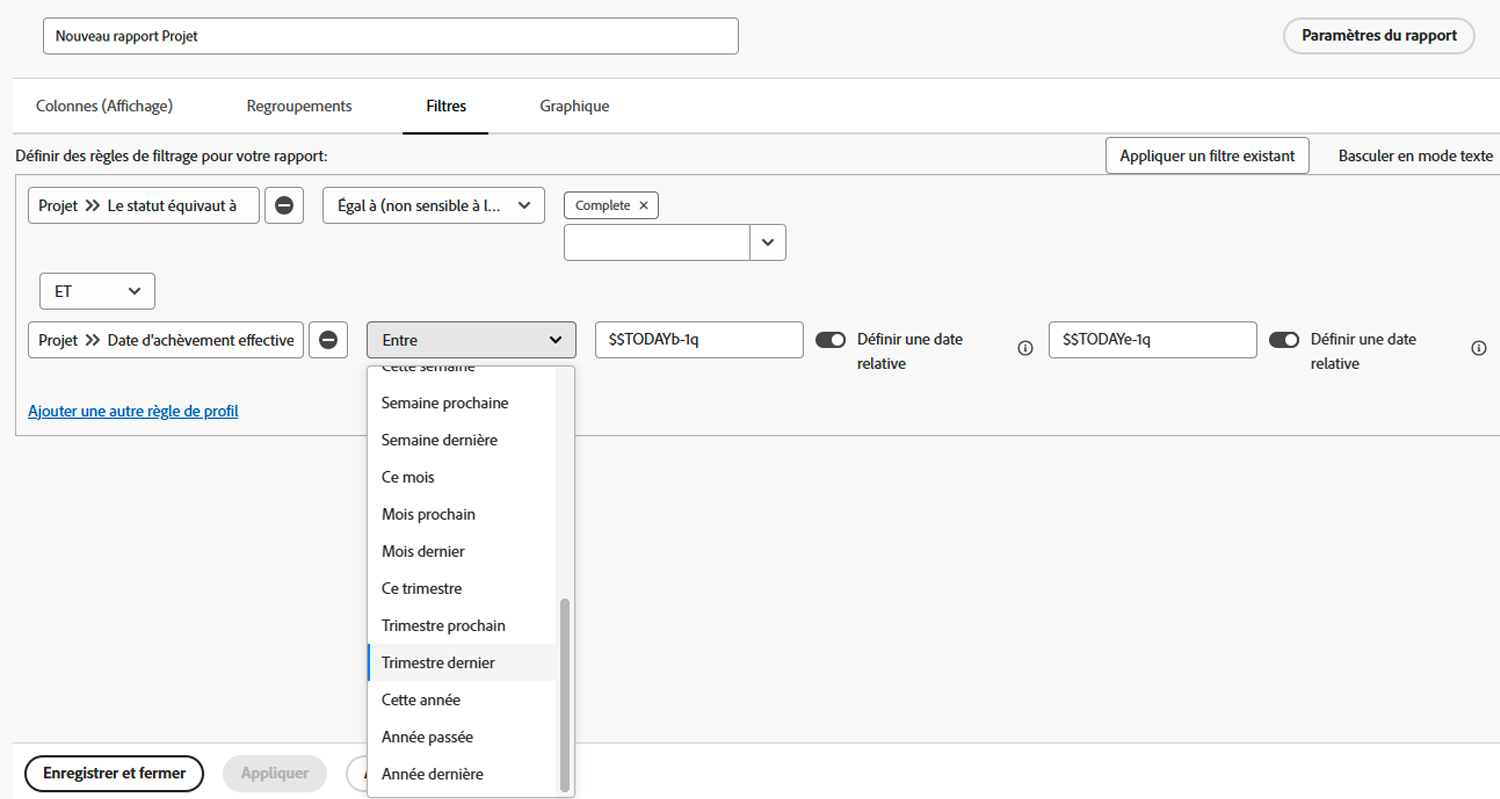 Nouveau rapport Projet
Paramètres du rapport
Colonnes (Affichage) Regroupements Filtres Graphique
Définir des règles de filtrage pour votre rapport:
Appliquer un filtre existant Basculer en mode texte
Projet >> Le statut équivaut à Égal à (non sensible à l... Complete ×
ET
Projet >> Date d'achèvement effective Entre $$TODAYb-1q Définir une date relative $$TODAYe-1q Définir une date relative
Cette semaine
Semaine prochaine
Ajouter une autre règle de profil
Semaine dernière
Ce mois
Mois prochain
Mois dernier
Ce trimestre
Trimestre prochain
Trimestre dernier
Cette année
Année passée
Année dernière
Enregistrer et fermer Appliquer